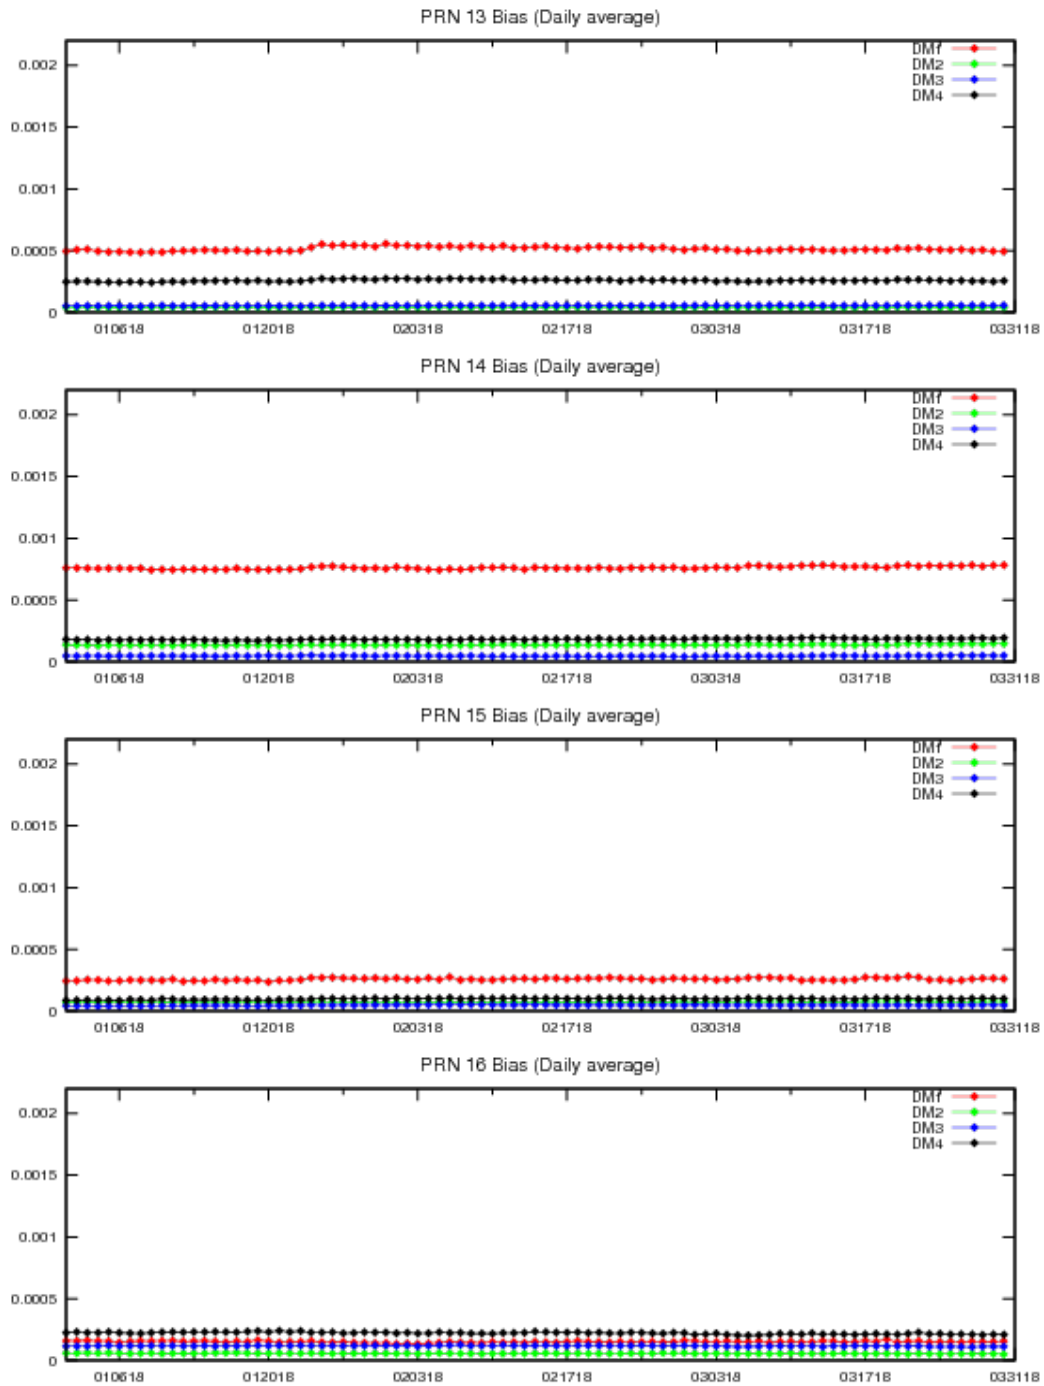 PRN 13 Bias (Daily average)
DM1
DM2
DM3
DM4
0.002
0.0015
0.001
0.0005
0
010618 012018 020318 021718 030318 031718 033118
PRN 14 Bias (Daily average)
DM1
DM2
DM3
DM4
0.002
0.0015
0.001
0.0005
0
010618 012018 020318 021718 030318 031718 033118
PRN 15 Bias (Daily average)
DM1
DM2
DM3
DM4
0.002
0.0015
0.001
0.0005
0
010618 012018 020318 021718 030318 031718 033118
PRN 16 Bias (Daily average)
DM1
DM2
DM3
DM4
0.002
0.0015
0.001
0.0005
0
010618 012018 020318 021718 030318 031718 033118